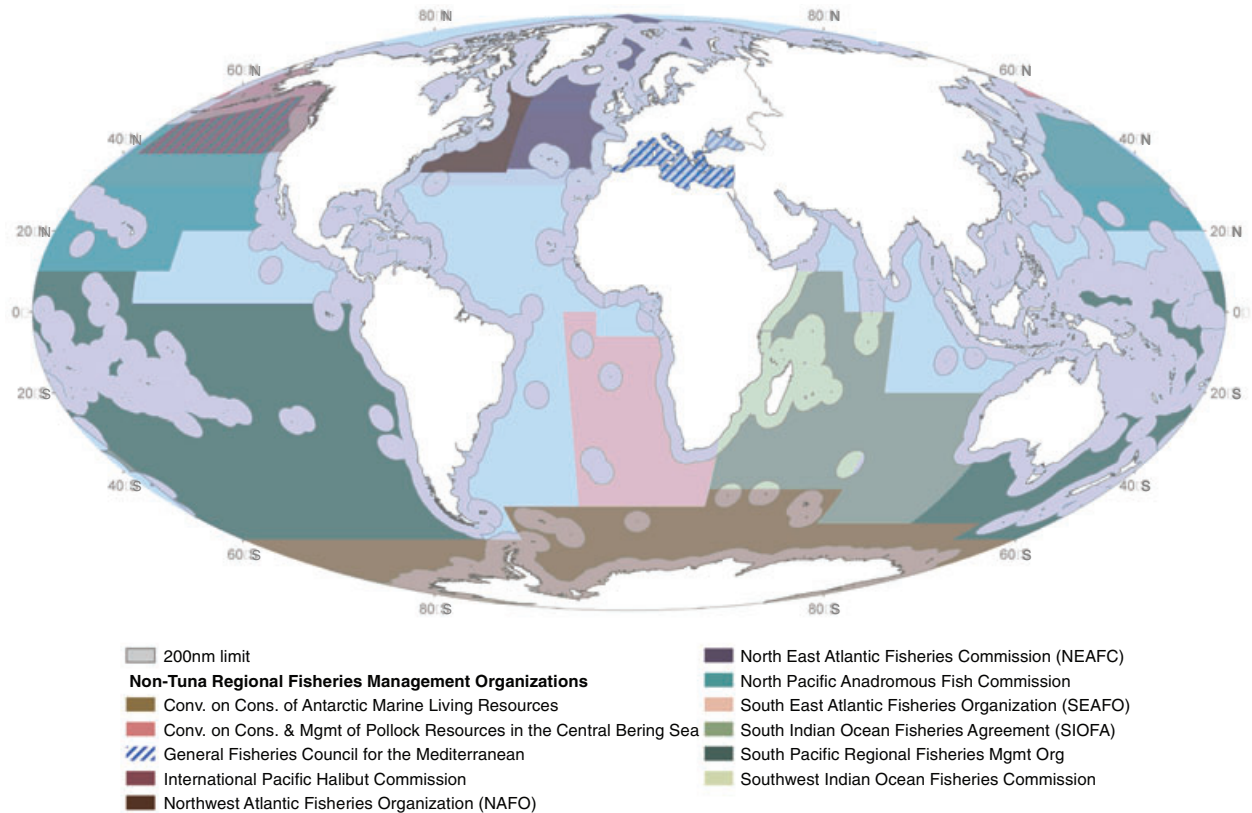 80°N 80°N
60°N 60°N
40°N 40°N
20°N 20°N
0° 0°
20°S 20°S
40°S 40°S
60°S 60°S
80°S 80°S
200nm limit
Non-Tuna Regional Fisheries Management Organizations
Conv. on Cons. of Antarctic Marine Living Resources
Conv. on Cons. & Mgmt of Pollock Resources in the Central Bering Sea
General Fisheries Council for the Mediterranean
International Pacific Halibut Commission
Northwest Atlantic Fisheries Organization (NAFO)
North East Atlantic Fisheries Commission (NEAFC)
North Pacific Anadromous Fish Commission
South East Atlantic Fisheries Organization (SEAFO)
South Indian Ocean Fisheries Agreement (SIOFA)
South Pacific Regional Fisheries Mgmt Org
Southwest Indian Ocean Fisheries Commission